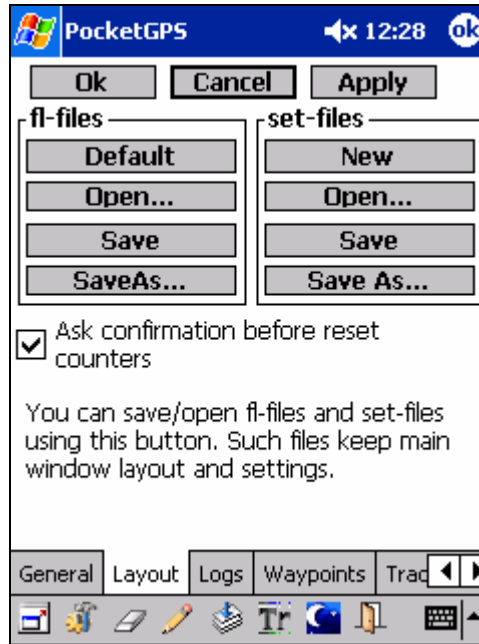 PocketGPS 12:28 ok
Ok Cancel Apply
fl-files set-files
Default New
Open... Open...
Save Save
SaveAs... Save As...
Ask confirmation before reset
counters
You can save/open fl-files and set-files
using this button. Such files keep main
window layout and settings.
General Layout Logs Waypoints Trac
Tr